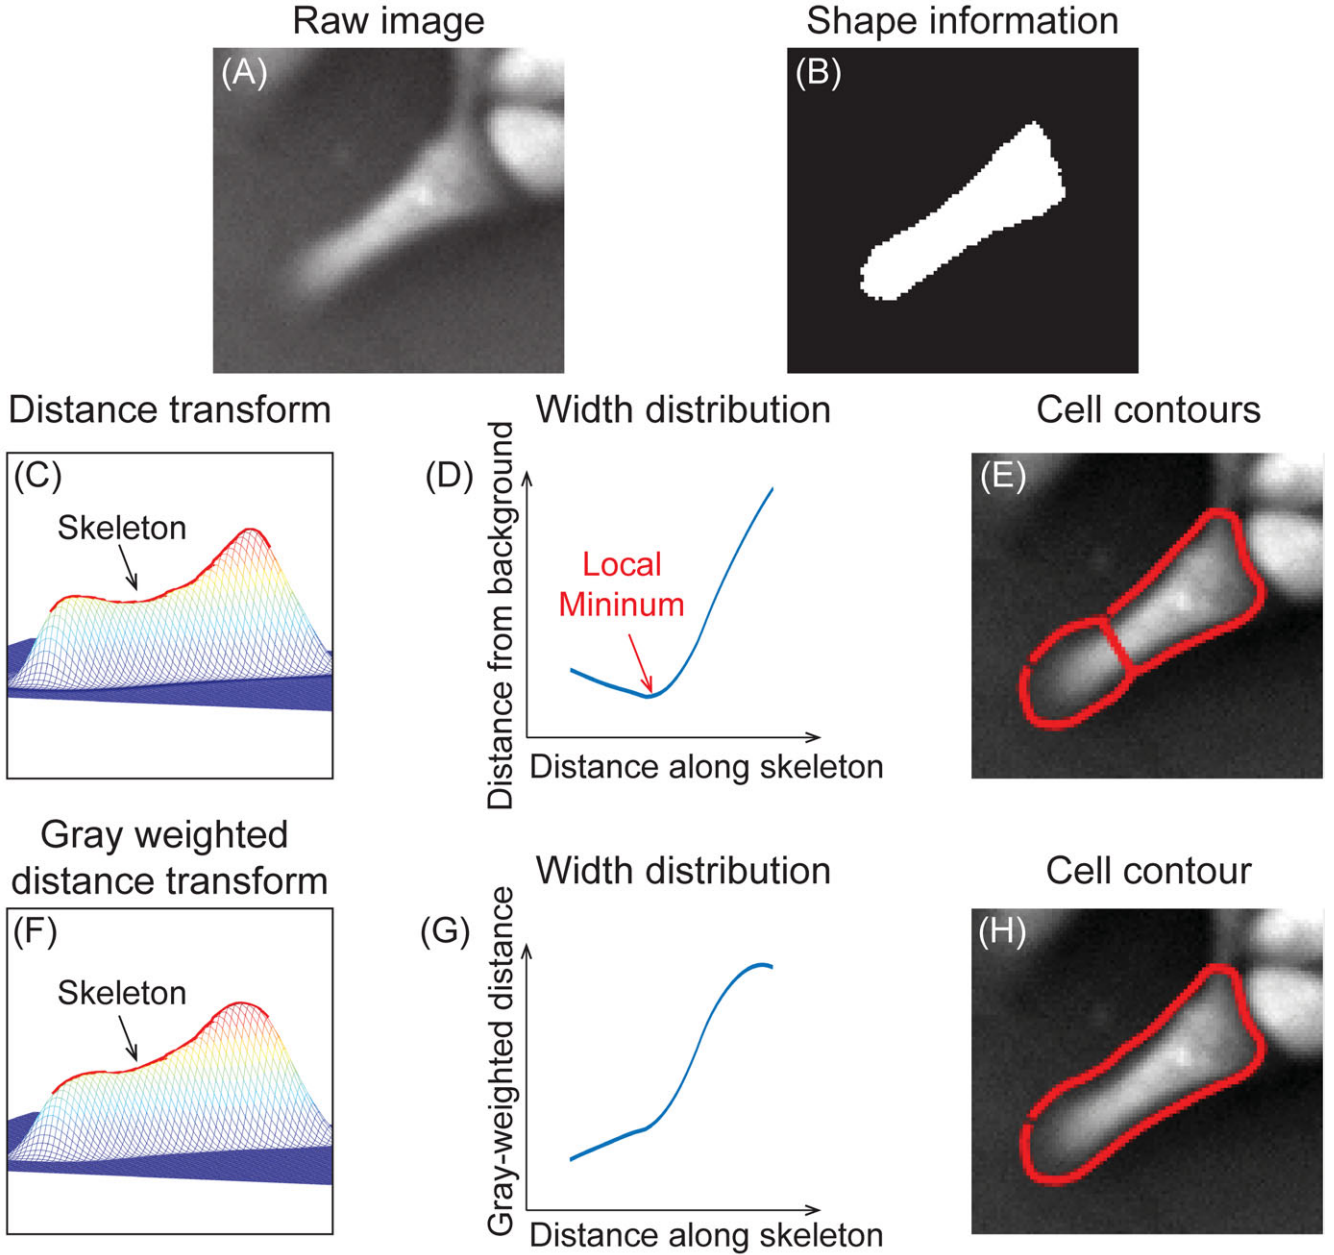 Raw image
Shape information
(A)
(B)
Distance transform
Width distribution
Cell contours
(C)
Skeleton
(D)
Distance from background
Local
Mininum
Distance along skeleton
(E)
Gray weighted
distance transform
Width distribution
Cell contour
(F)
Skeleton
(G)
Gray-weighted distance
Distance along skeleton
(H)